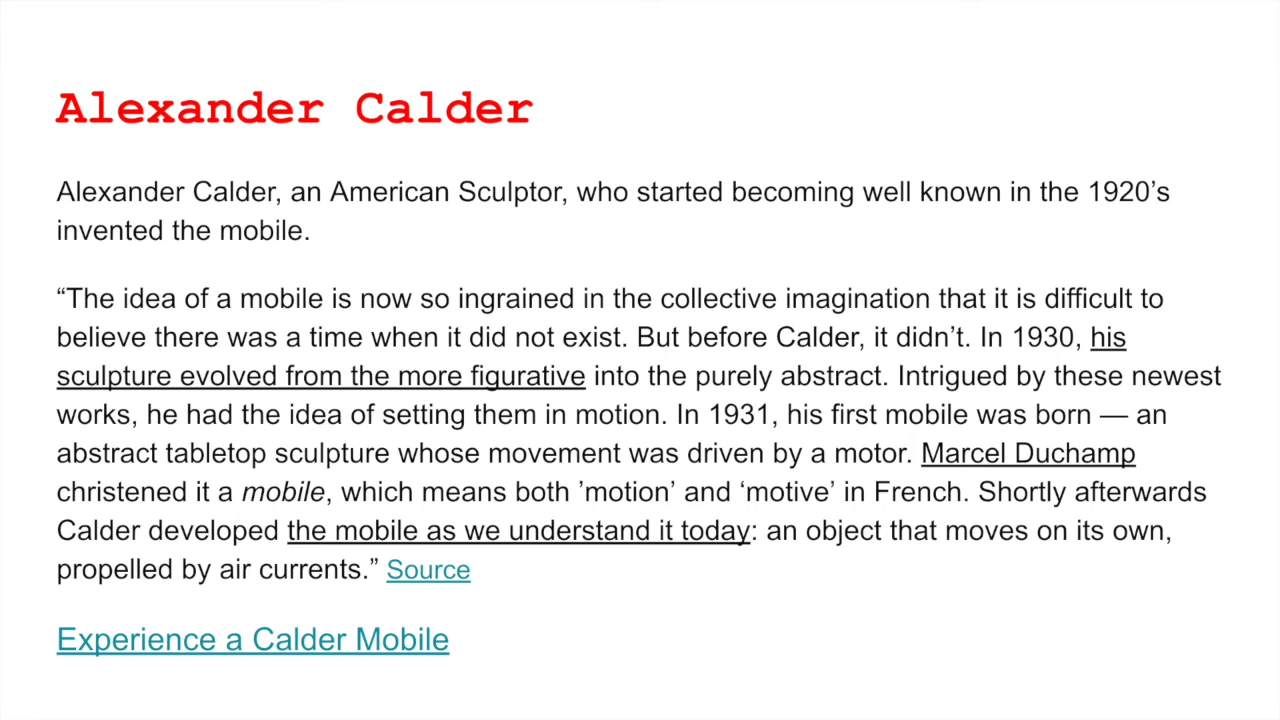 Alexander Calder
Alexander Calder, an American Sculptor, who started becoming well known in the 1920’s
invented the mobile.
“The idea of a mobile is now so ingrained in the collective imagination that it is difficult to
believe there was a time when it did not exist. But before Calder, it didn’t. In 1930, his
sculpture evolved from the more figurative into the purely abstract. Intrigued by these newest
works, he had the idea of setting them in motion. In 1931, his first mobile was born — an
abstract tabletop sculpture whose movement was driven by a motor. Marcel Duchamp
christened it a mobile, which means both ’motion’ and ‘motive’ in French. Shortly afterwards
Calder developed the mobile as we understand it today: an object that moves on its own,
propelled by air currents.” Source
Experience a Calder Mobile